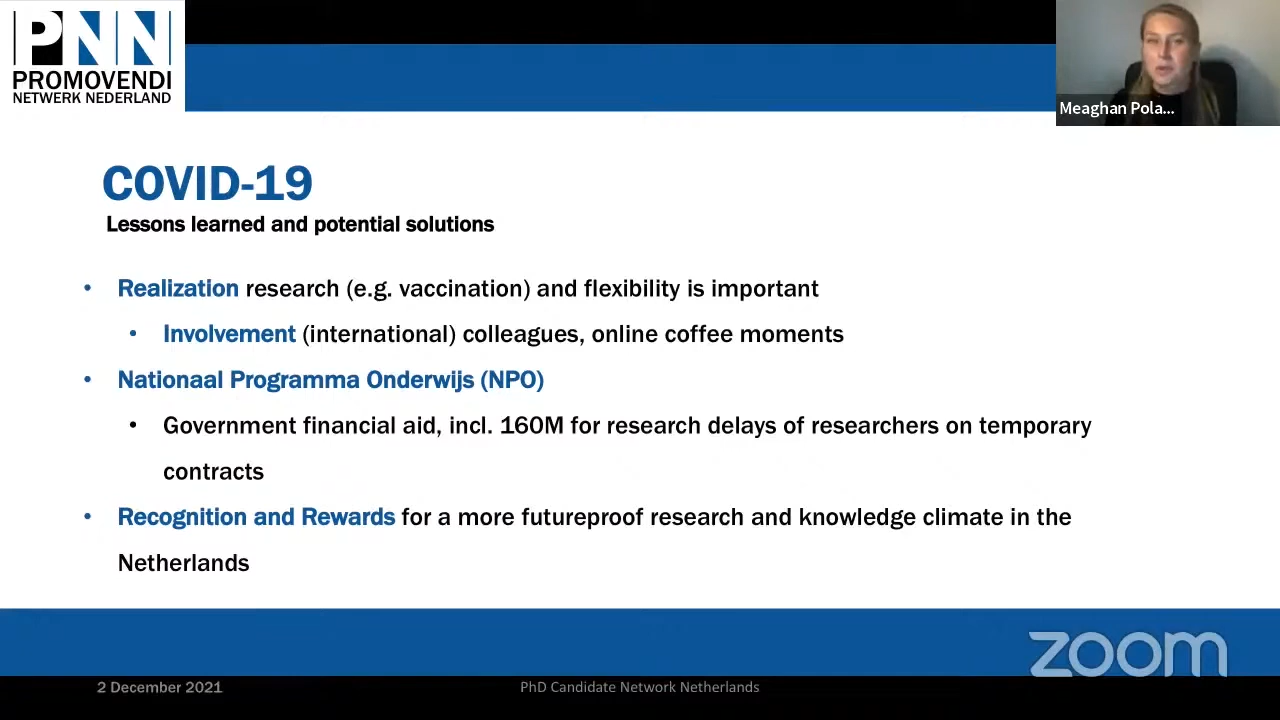 PNN
PROMOVENDI
NETWERK NEDERLAND
Meaghan Pola...
COVID-19
Lessons learned and potential solutions
• Realization research (e.g. vaccination) and flexibility is important
• Involvement (international) colleagues, online coffee moments
• Nationaal Programma Onderwijs (NPO)
• Government financial aid, incl. 160M for research delays of researchers on temporary
contracts
• Recognition and Rewards for a more futureproof research and knowledge climate in the
Netherlands
zoom
2 December 2021
PhD Candidate Network Netherlands